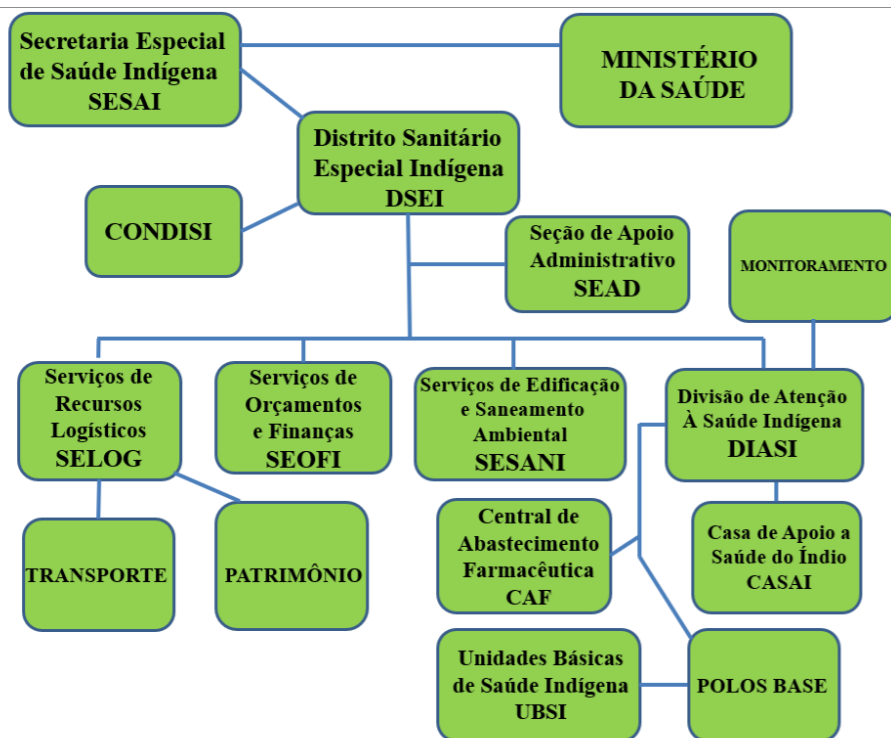 Secretaria Especial
de Saúde Indígena
SESAI
MINISTÉRIO
DA SAÚDE
Distrito Sanitário
Especial Indígena
DSEI
CONDISI
Seção de Apoio
Administrativo
SEAD
MONITORAMENTO
Serviços de
Recursos
Logísticos
SELOG
Serviços de
Orçamentos
e Finanças
SEOFI
Serviços de Edificação
e Saneamento
Ambiental
SESANI
Divisão de Atenção
À Saúde Indígena
DIASI
TRANSPORTE
PATRIMÔNIO
Central de
Abastecimento
Farmacêutica
CAF
Casa de Apoio a
Saúde do Índio
CASAI
Unidades Básicas
de Saúde Indígena
UBSI
POLOS BASE